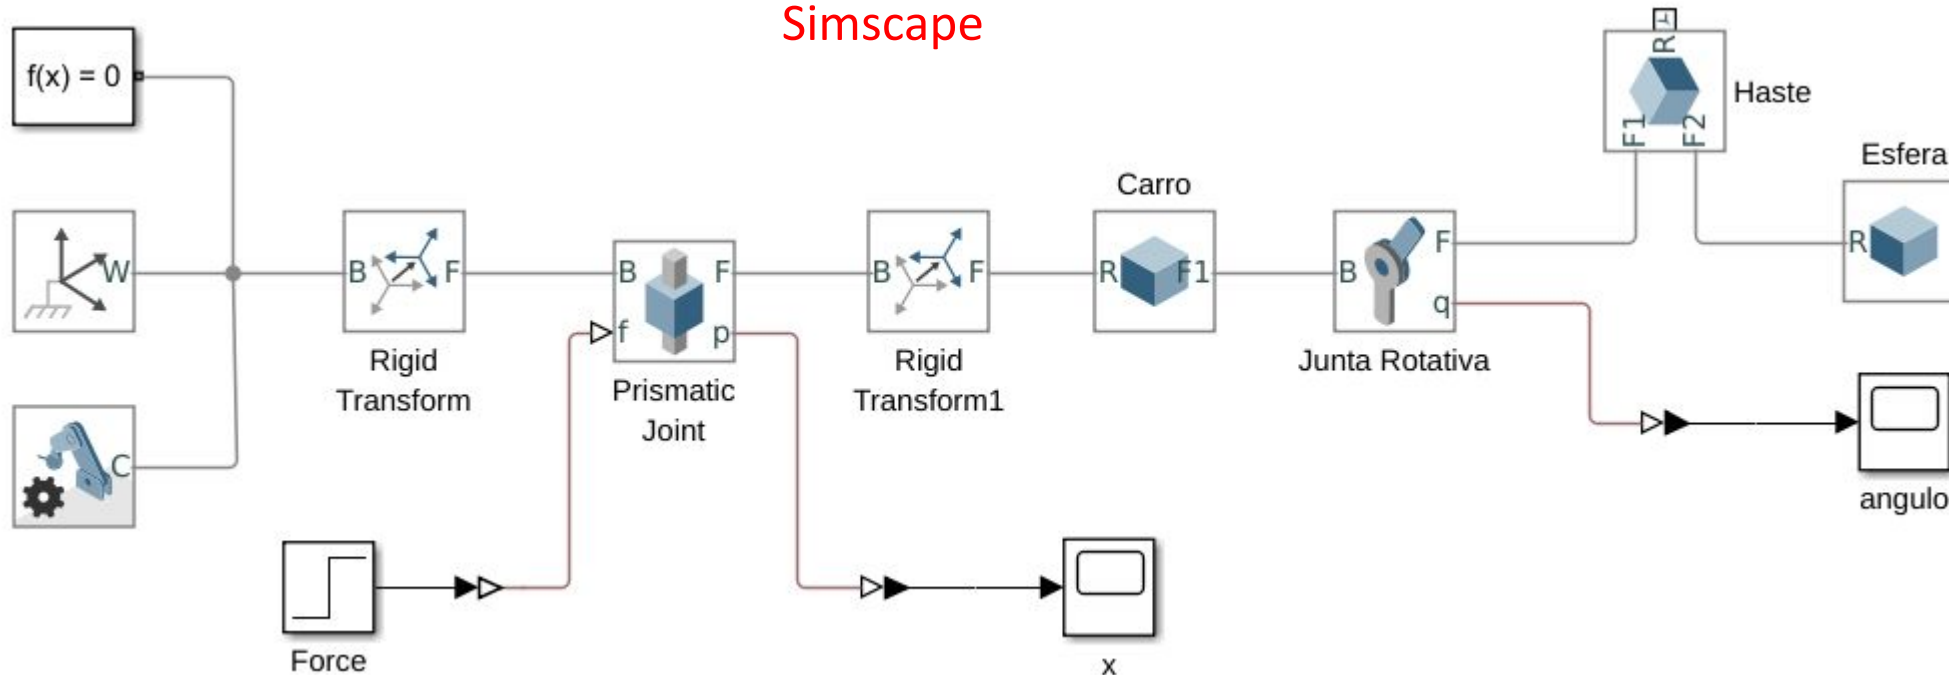 Simscape
f(x) = 0
R
Haste
F1 F2
Esfera
R
Carro
W
B F
B F
f p
B F
R F1
B F
q
Rigid
Transform
Prismatic
Joint
Rigid
Transform1
Junta Rotativa
C
angulo
Force
x